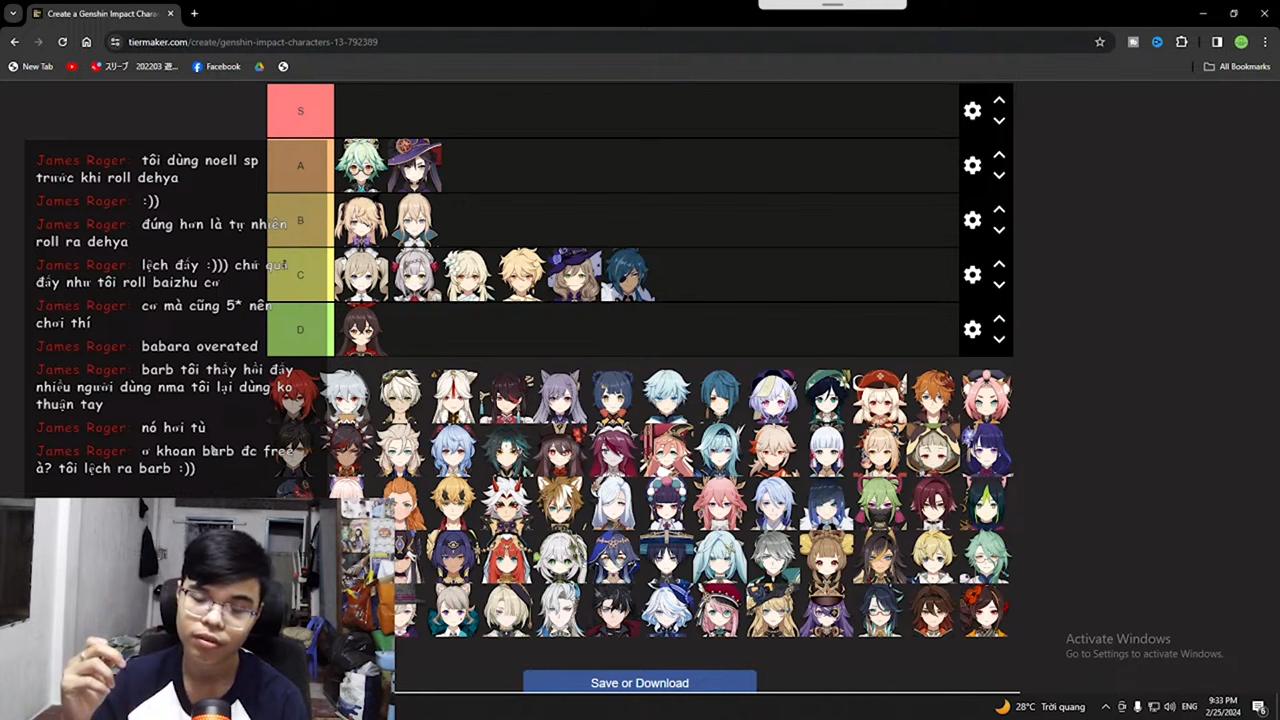 Create a Genshin Impact Chara
tiermaker.com/create/genshin-impact-characters-13-792389
New Tab
スリープ
202203 遊...
Facebook
All Bookmarks
S
A
B
C
D
James Roger: tôi dùng noell sp
trước khi roll dehya
James Roger: :))
James Roger: đúng hơn là tự nhiên
roll ra dehya
James Roger: lệch đấy :))) chứ quả
đấy như tôi roll baizhu cơ
James Roger: cơ mà cũng 5* nên
chơi thí
James Roger: babara overated
James Roger: barb tôi thấy hồi đầy
nhiều người dùng nma tôi lại dùng ko
thuận tay
James Roger: nó hơi tù
James Roger: ơ khoan barb đc free
à? tôi lệch ra barb :))
Save or Download
Activate Windows
Go to Settings to activate Windows.
28°C Trời quang
ENG
9:33 PM
2/25/2024